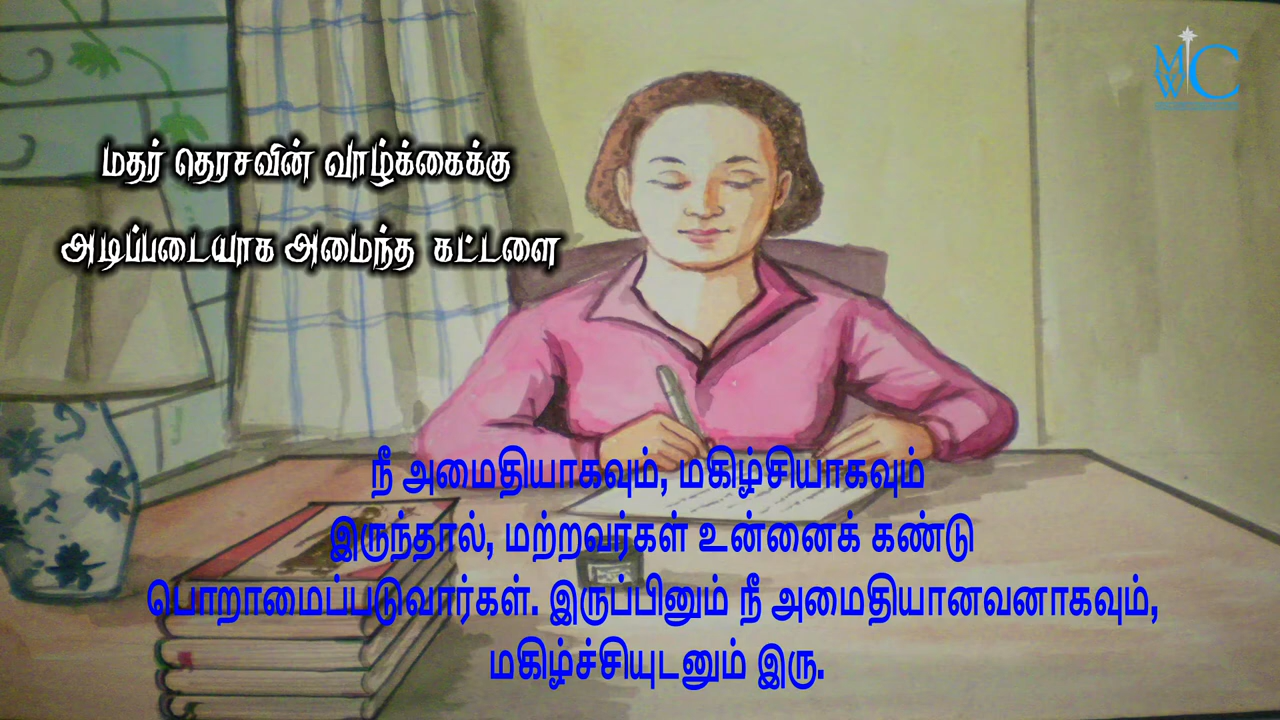 மதர் தெரசவின் வாழ்க்கைக்கு
அடிப்படையாக அமைந்த கட்டளை
நீ அமைதியாகவும், மகிழ்சியாகவும்
இருந்தால், மற்றவர்கள் உன்னைக் கண்டு
பொறாமைப்படுவார்கள். இருப்பினும் நீ அமைதியானவனாகவும்,
மகிழ்ச்சியுடனும் இரு.
MWC